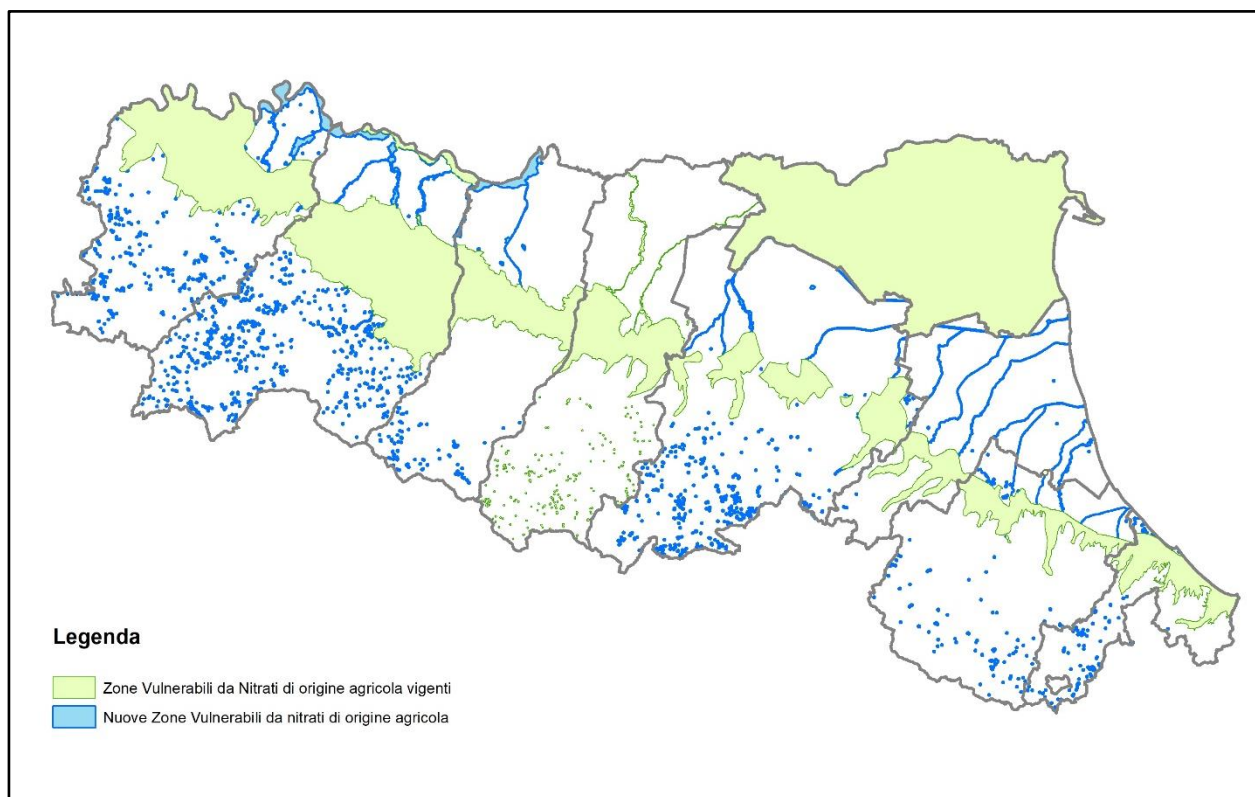 Legenda
Zone Vulnerabili da Nitrati di origine agricola vigenti
Nuove Zone Vulnerabili da nitrati di origine agricola